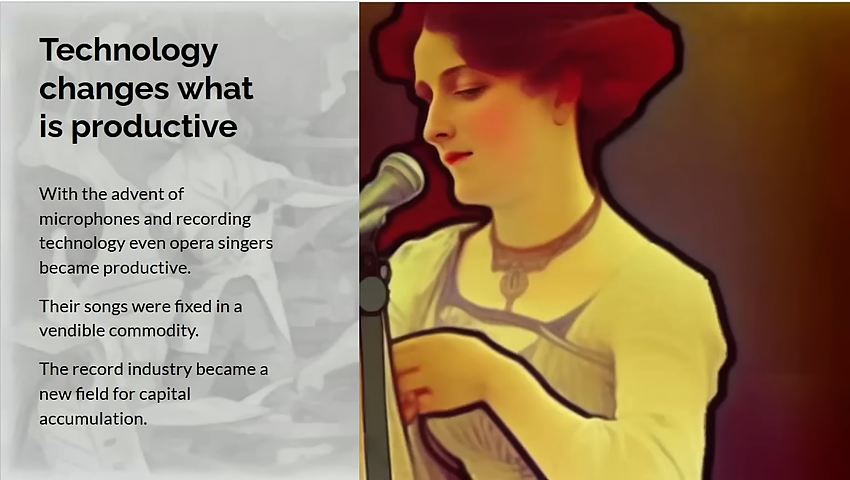 Technology
changes what
is productive
With the advent of
microphones and recording
technology even opera singers
became productive.
Their songs were fixed in a
vendible commodity.
The record industry became a
new field for capital
accumulation.